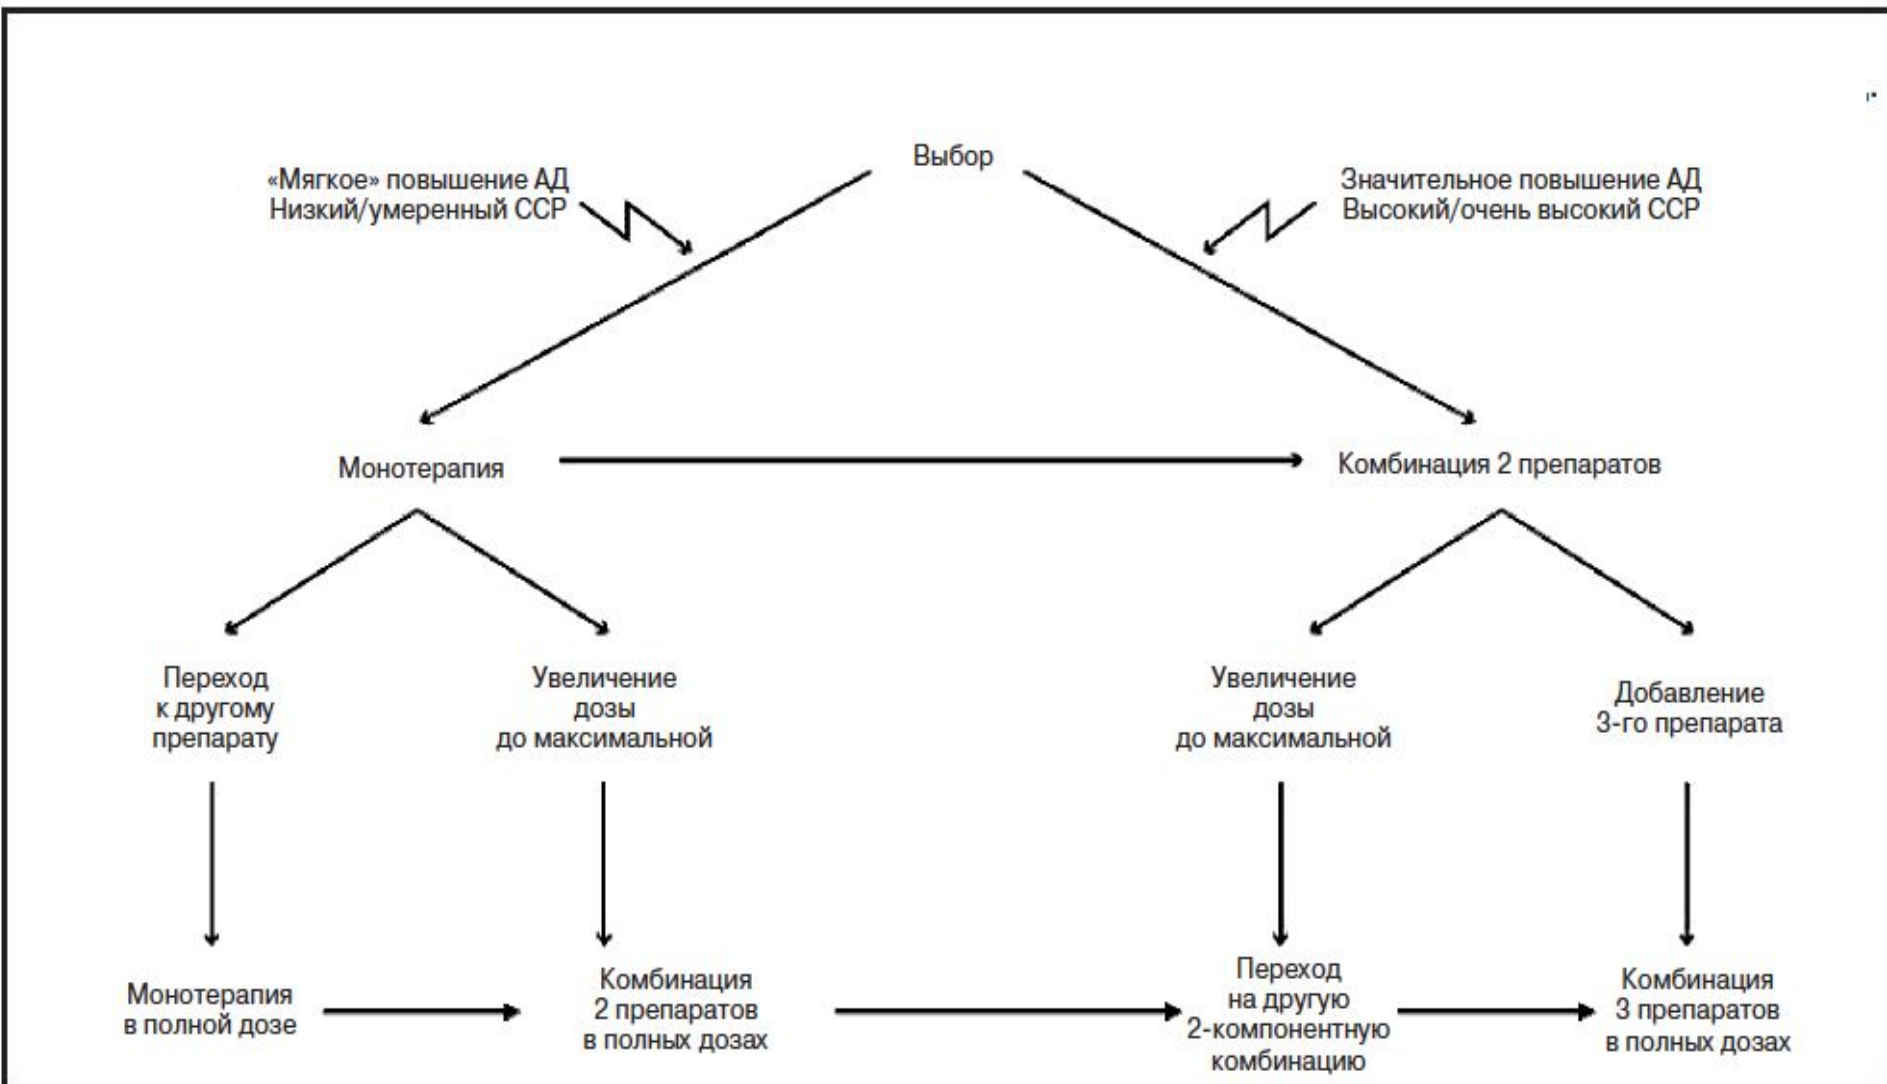 Выбор
«Мягкое» повышение АД
Низкий/умеренный ССР
Значительное повышение АД
Высокий/очень высокий ССР
Монотерапия
Комбинация 2 препаратов
Переход
к другому
препарату
Увеличение
дозы
до максимальной
Увеличение
дозы
до максимальной
Добавление
3-го препарата
Монотерапия
в полной дозе
Комбинация
2 препаратов
в полных дозах
Переход
на другую
2-компонентную
комбинацию
Комбинация
3 препаратов
в полных дозах